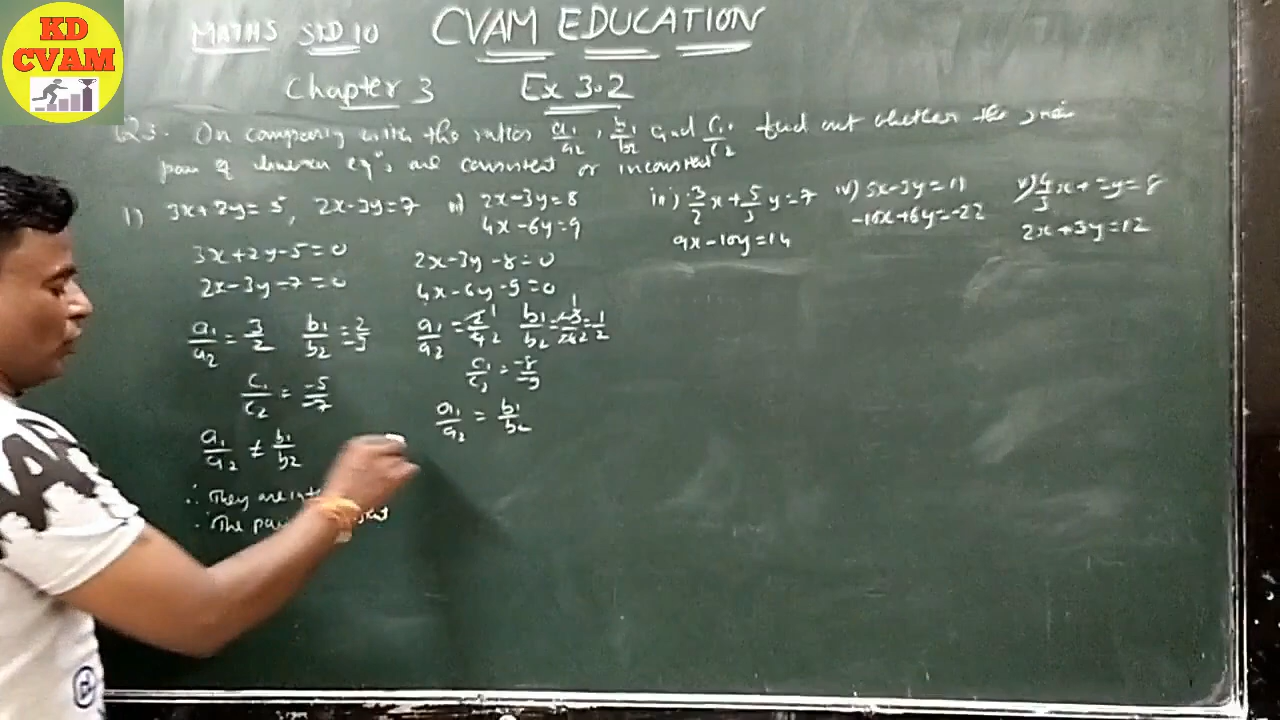 KD
CVAM
MATHS STD 10 CVAM EDUCATION
Chapter 3 Ex 3.2
Q3. On comparing with the ratios a₁/a₂, b₁/b₂ and c₁/c₂ find out whether the
pair of linear eqⁿs are consistent or inconsistent
i) 3x+2y=5, 2x-3y=7
3x+2y-5=0
2x-3y-7=0
a₁/a₂ = 3/2 b₁/b₂ = 2/-3
c₁/c₂ = -5/-7
a₁/a₂ ≠ b₁/b₂
∴ They are
∴ The
ii) 2x-3y=8
4x-6y=9
2x-3y-8=0
4x-6y-9=0
a₁/a₂ = 2/4 1/2 b₁/b₂ = -3/-6 = 1/2
c₁/c₂ = -8/-9
a₁/a₂ = b₁/b₂
iii) 3/2x+5/3y=7
9x-10y=14
iv) 5x-3y=11
-10x+6y=-22
v) 4/3x+2y=8
2x+3y=12